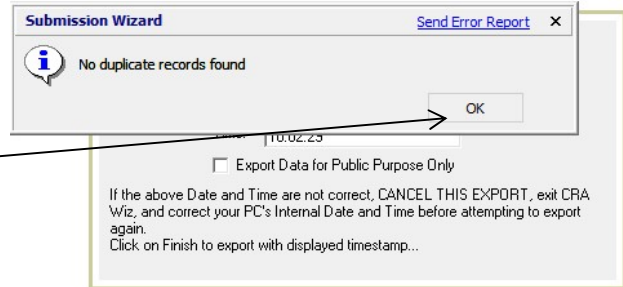 Submission Wizard Send Error Report X
No duplicate records found
OK
10:02:29
Export Data for Public Purpose Only
If the above Date and Time are not correct, CANCEL THIS EXPORT, exit CRA
Wiz, and correct your PC's Internal Date and Time before attempting to export
again.
Click on Finish to export with displayed timestamp...